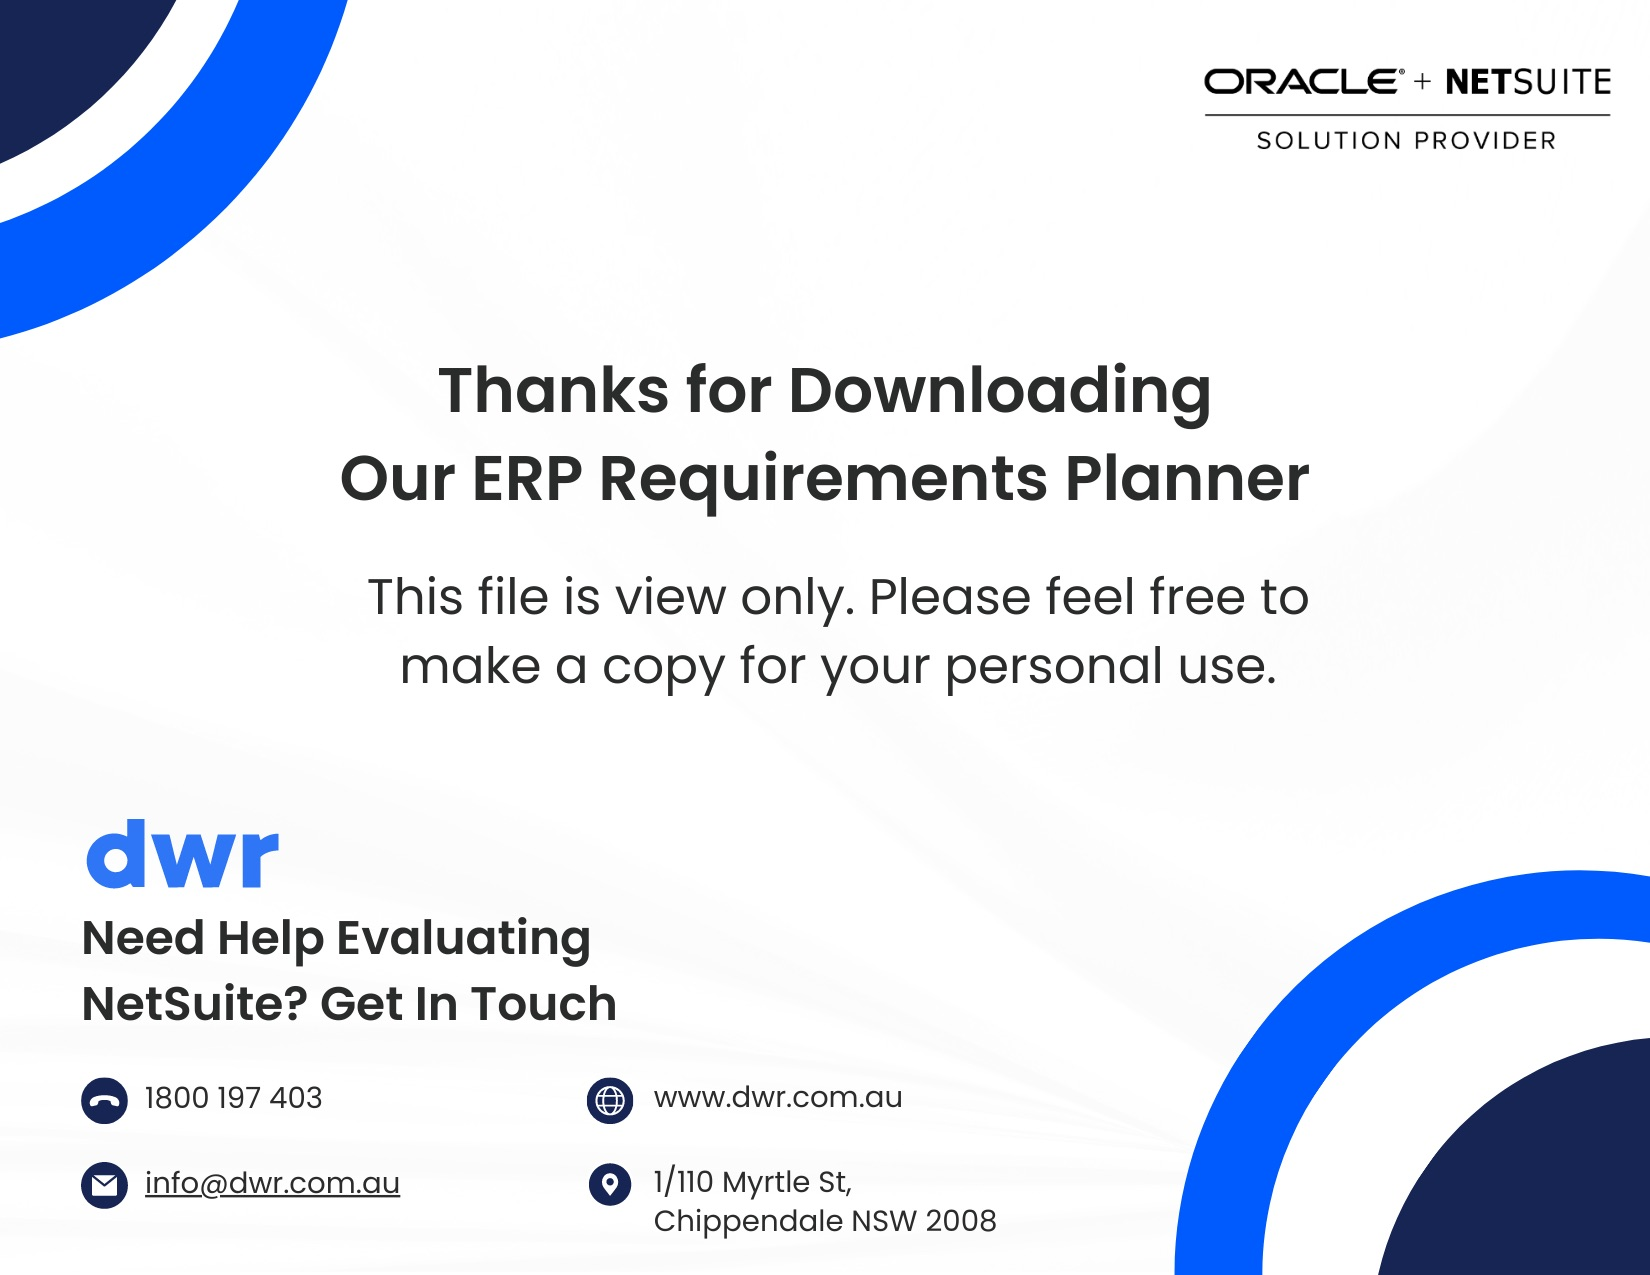 ORACLE® + NETSUITE
SOLUTION PROVIDER
Thanks for Downloading
Our ERP Requirements Planner
This file is view only. Please feel free to
make a copy for your personal use.
dwr
Need Help Evaluating
NetSuite? Get In Touch
1800 197 403
www.dwr.com.au
info@dwr.com.au
1/110 Myrtle St,
Chippendale NSW 2008